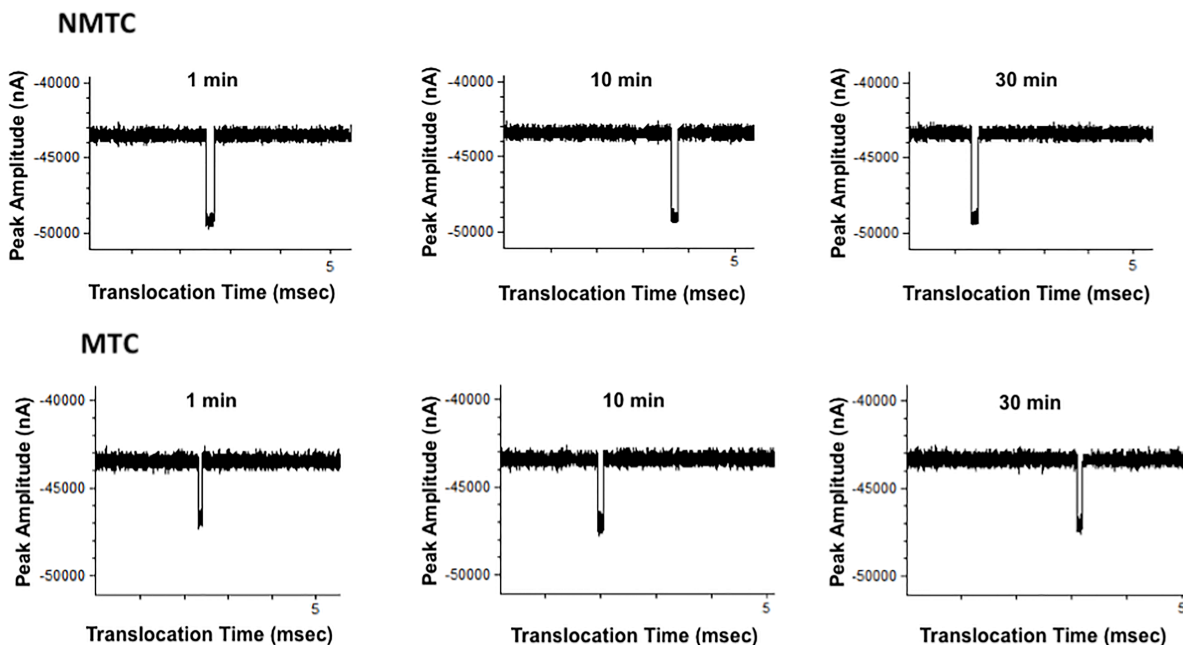 NMTC
1 min
10 min
30 min
Peak Amplitude (nA)
-40000
-45000
-50000
5
Translocation Time (msec)
Peak Amplitude (nA)
-40000
-45000
-50000
5
Translocation Time (msec)
Peak Amplitude (nA)
-40000
-45000
-50000
5
Translocation Time (msec)
MTC
1 min
10 min
30 min
Peak Amplitude (nA)
-40000
-45000
-50000
5
Translocation Time (msec)
Peak Amplitude (nA)
-40000
-45000
-50000
5
Translocation Time (msec)
Peak Amplitude (nA)
-40000
-45000
-50000
5
Translocation Time (msec)